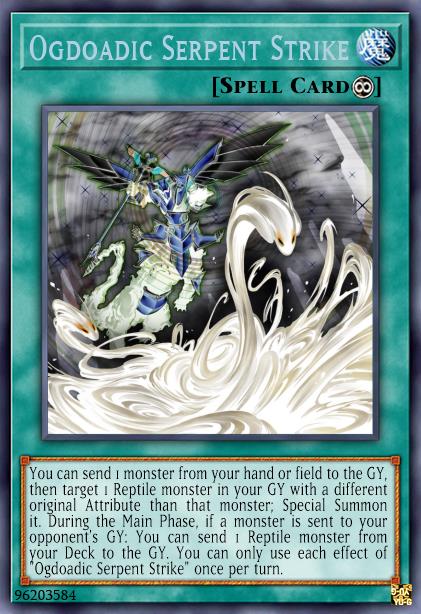 Ogdoadic Serpent Strike 魔
[Spell Card]
You can send 1 monster from your hand or field to the GY,
then target 1 Reptile monster in your GY with a different
original Attribute than that monster; Special Summon
it. During the Main Phase, if a monster is sent to your
opponent's GY: You can send 1 Reptile monster from
your Deck to the GY. You can only use each effect of
"Ogdoadic Serpent Strike" once per turn.
96203584